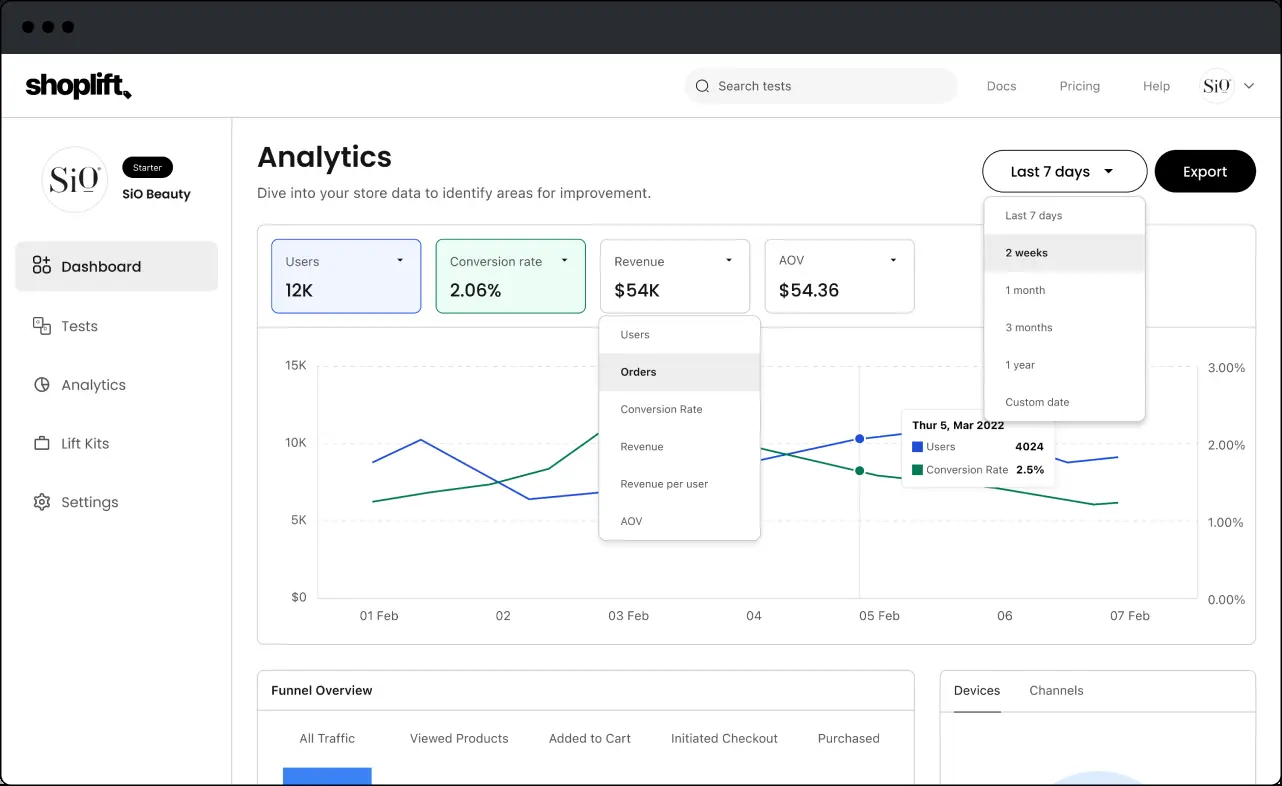 shoplift
Search tests
Docs
Pricing
Help
SiO
SiO
Starter
SiO Beauty
Dashboard
Tests
Analytics
Lift Kits
Settings
Analytics
Dive into your store data to identify areas for improvement.
Last 7 days
Export
Last 7 days
2 weeks
1 month
3 months
1 year
Custom date
Users
12K
Conversion rate
2.06%
Revenue
$54K
AOV
$54.36
Users
Orders
Conversion Rate
Revenue
Revenue per user
AOV
15K
10K
5K
$0
3.00%
2.00%
1.00%
0.00%
Thur 5, Mar 2022
Users 4024
Conversion Rate 2.5%
01 Feb
02
03 Feb
04
05 Feb
06
07 Feb
Funnel Overview
All Traffic
Viewed Products
Added to Cart
Initiated Checkout
Purchased
Devices
Channels